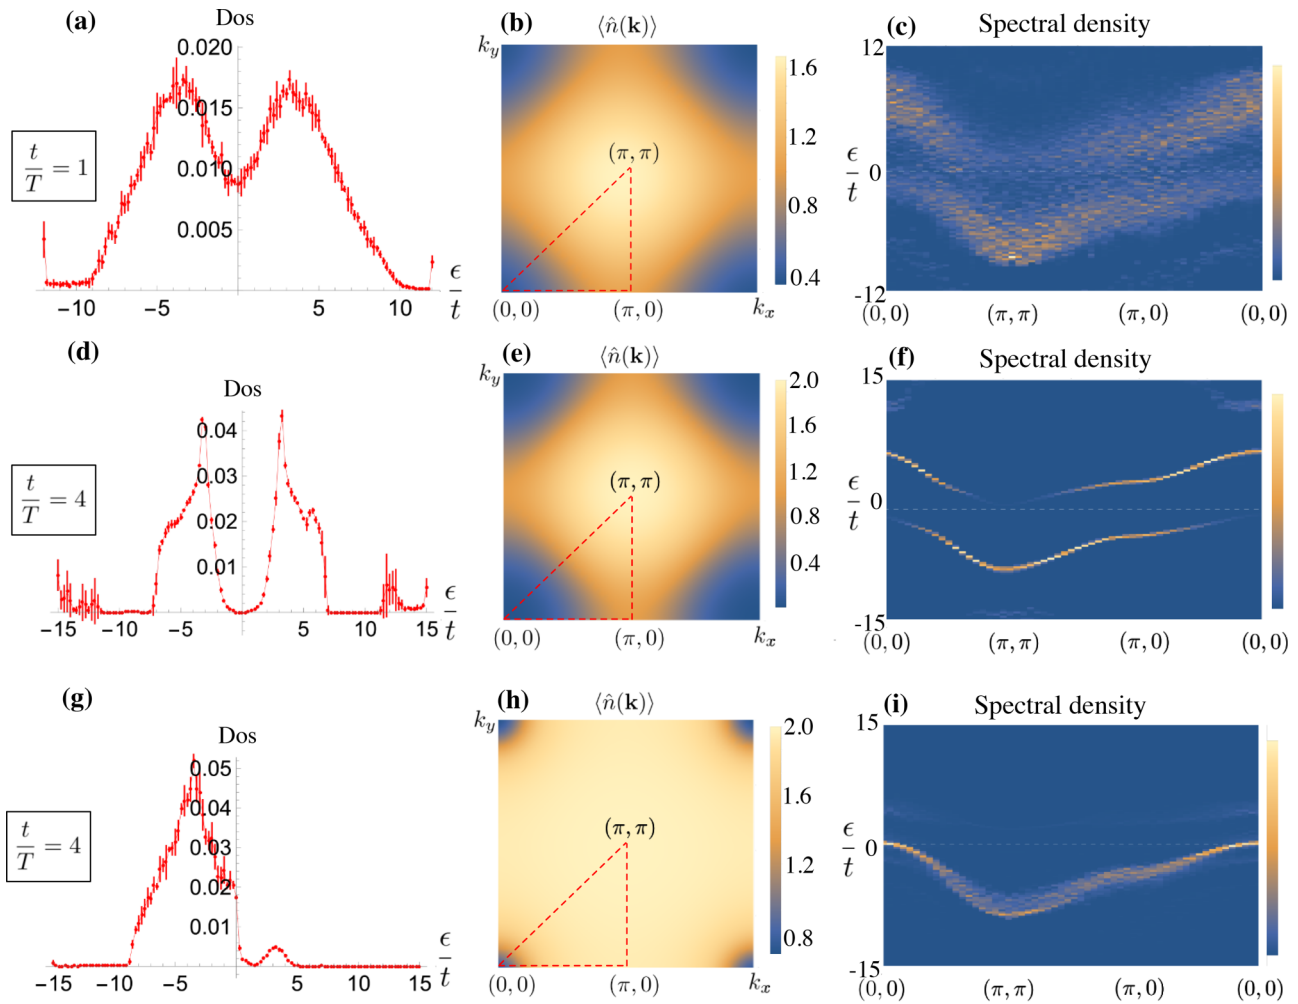 (a) Dos
0.020
0.015
0.010
0.005
−10 −5 5 12
ϵ/t
t/T = 1
(b) ⟨n̂(k)⟩
k_y
(π, π)
(0, 0) (π, 0) k_x
1.6
1.2
0.8
0.4
(c) Spectral density
12
ϵ/t 0
-12
(0, 0) (π, π) (π, 0) (0, 0)
(d)
Dos
0.04
0.03
0.02
0.01
−15 −10 −5 5 10 15
ϵ/t
t/T = 4
(e) ⟨n̂(k)⟩
k_y
(π, π)
(0, 0) (π, 0) k_x
2.0
1.6
1.2
0.8
0.4
(f) Spectral density
15
ϵ/t 0
-15
(0, 0) (π, π) (π, 0) (0, 0)
(g)
Dos
0.05
0.04
0.03
0.02
0.01
−15 −10 −5 5 10 15
ϵ/t
t/T = 4
(h) ⟨n̂(k)⟩
k_y
(π, π)
(0, 0) (π, 0) k_x
2.0
1.6
1.2
0.8
(i) Spectral density
15
ϵ/t 0
-15
(0, 0) (π, π) (π, 0) (0, 0)